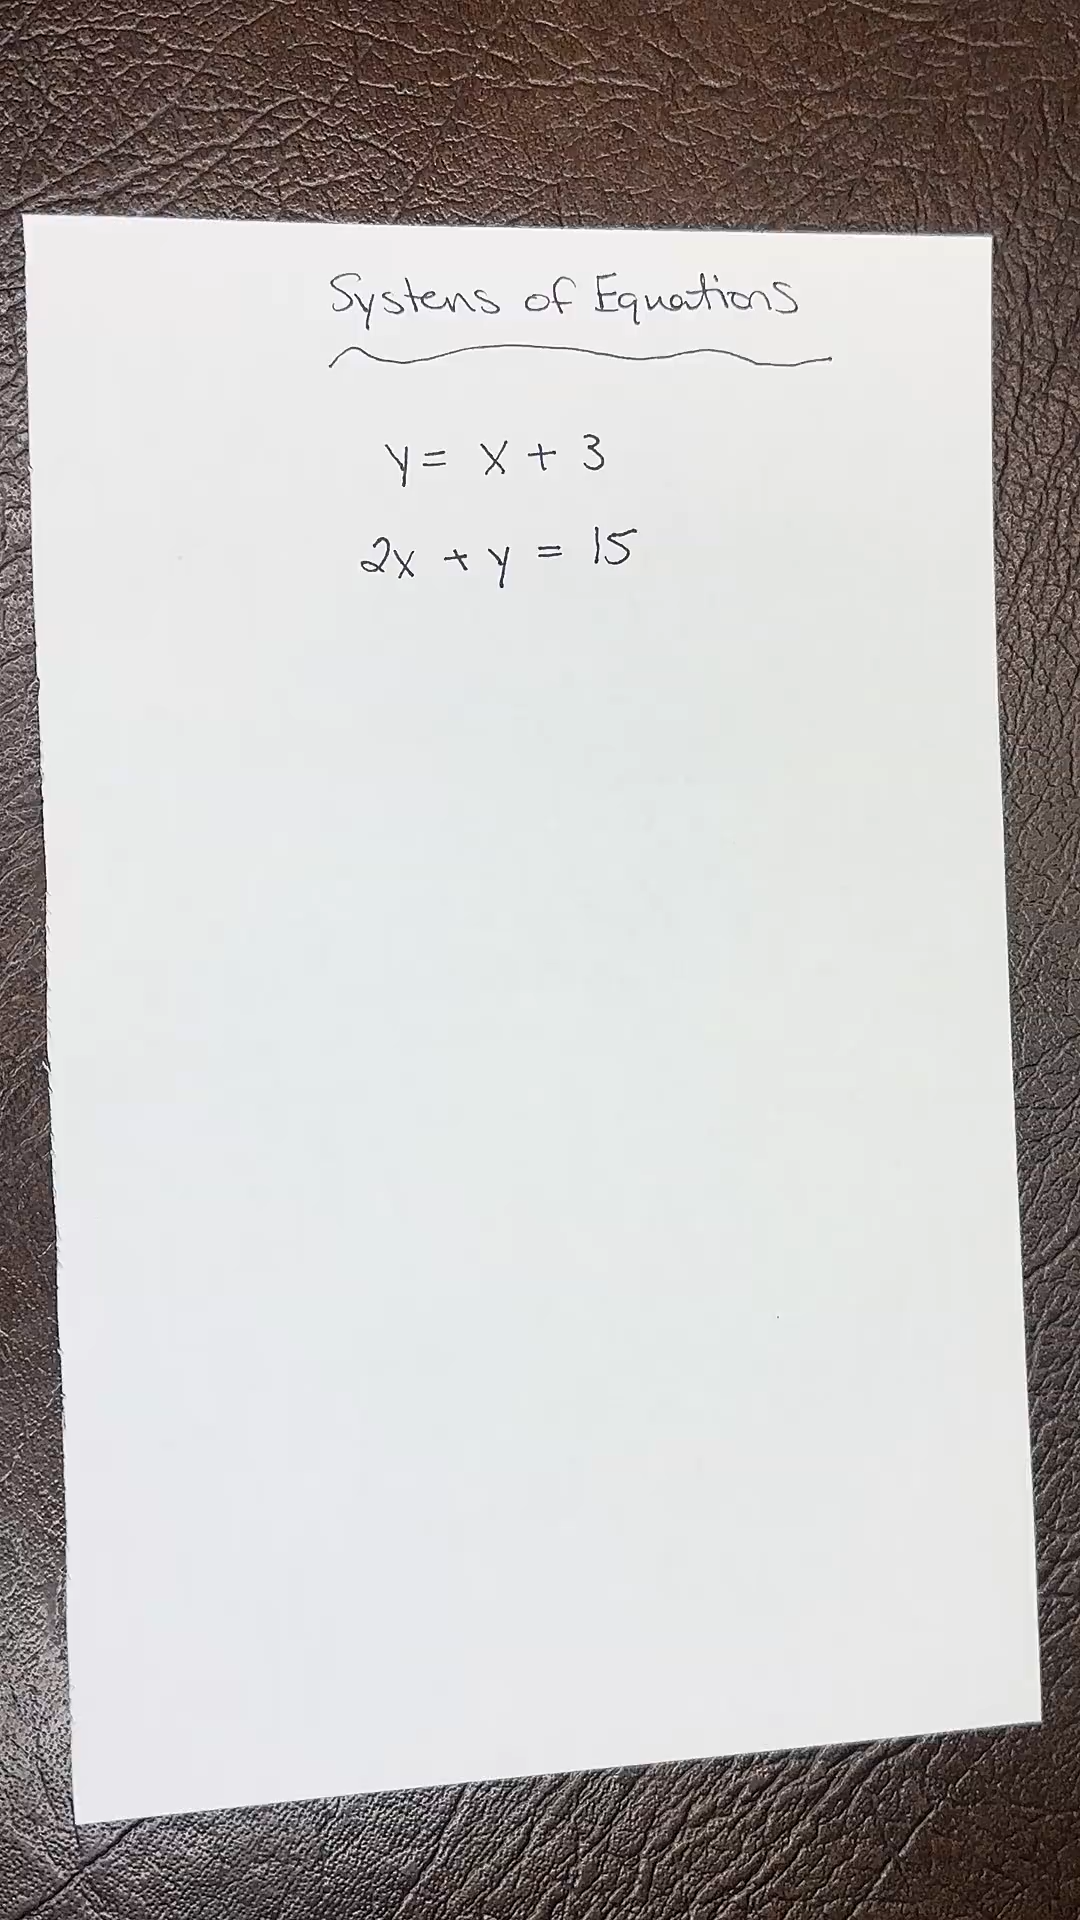 Systems of Equations
y = x + 3
2x + y = 15